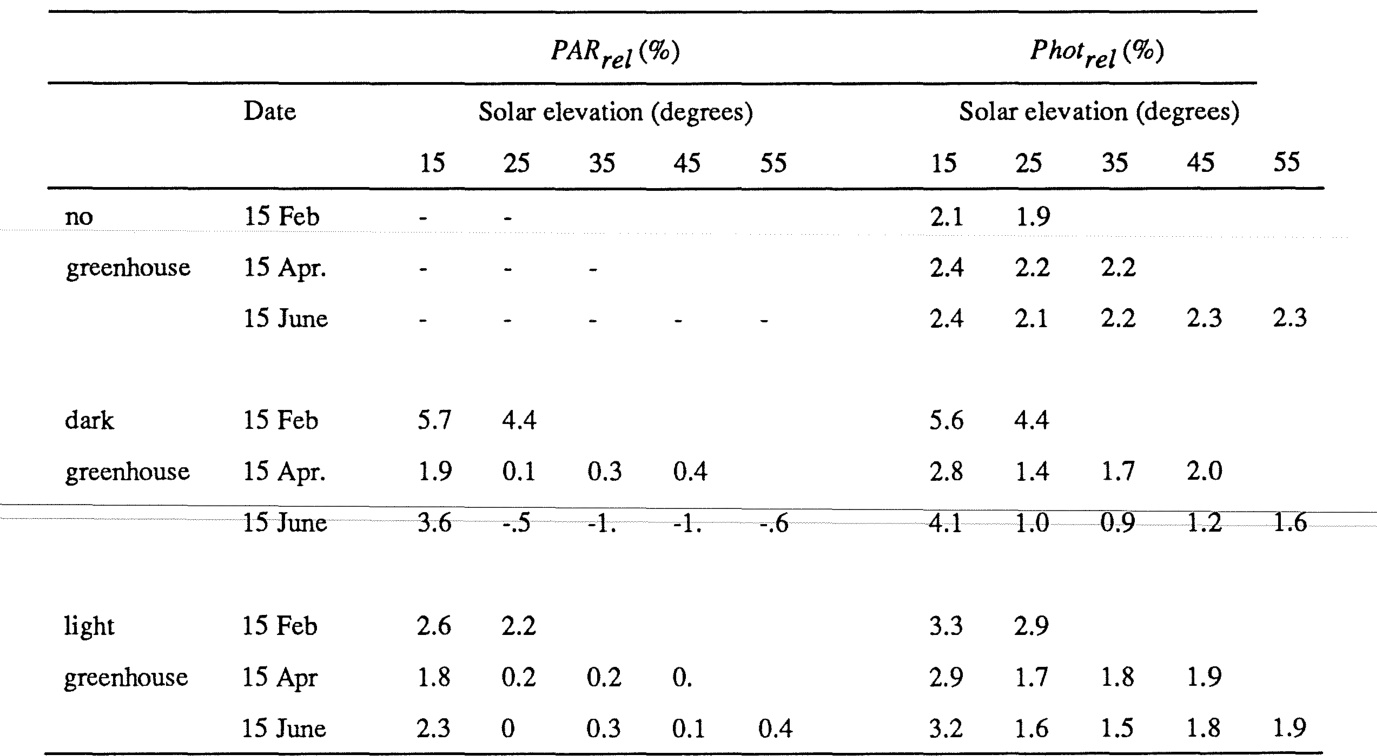 PARrel (%) Photrel (%)
Date Solar elevation (degrees) Solar elevation (degrees)
15 25 35 45 55 15 25 35 45 55
no 15 Feb - - 2.1 1.9
greenhouse 15 Apr. - - - 2.4 2.2 2.2
15 June - - - - - 2.4 2.1 2.2 2.3 2.3
dark 15 Feb 5.7 4.4 5.6 4.4
greenhouse 15 Apr. 1.9 0.1 0.3 0.4 2.8 1.4 1.7 2.0
15 June 3.6 -.5 -1. -1. -.6 4.1 1.0 0.9 1.2 1.6
light 15 Feb 2.6 2.2 3.3 2.9
greenhouse 15 Apr 1.8 0.2 0.2 0. 2.9 1.7 1.8 1.9
15 June 2.3 0 0.3 0.1 0.4 3.2 1.6 1.5 1.8 1.9